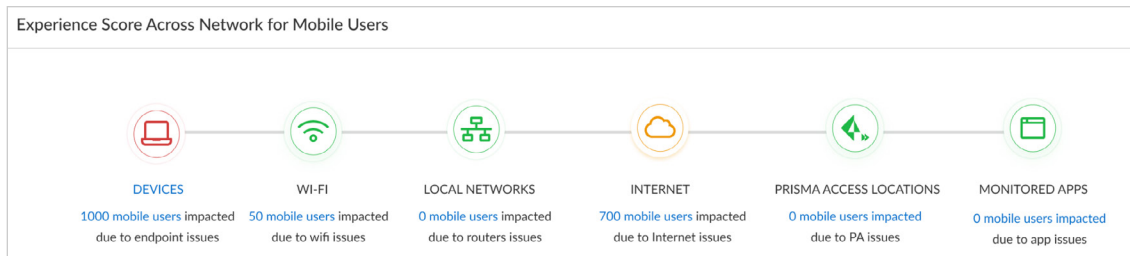 Experience Score Across Network for Mobile Users
DEVICES
1000 mobile users impacted
due to endpoint issues
WI-FI
50 mobile users impacted
due to wifi issues
LOCAL NETWORKS
0 mobile users impacted
due to routers issues
INTERNET
700 mobile users impacted
due to Internet issues
PRISMA ACCESS LOCATIONS
0 mobile users impacted
due to PA issues
MONITORED APPS
0 mobile users impacted
due to app issues